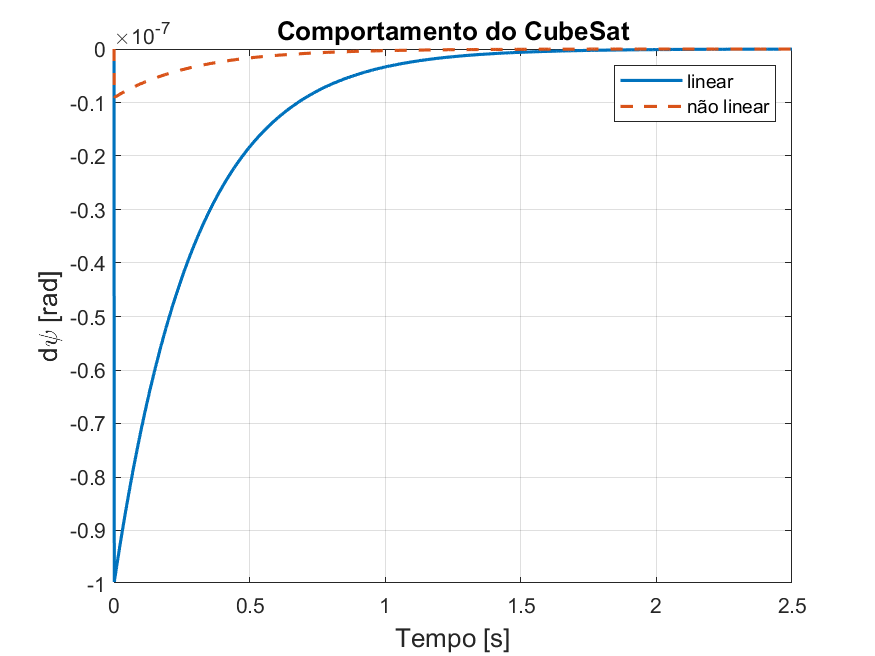 Comportamento do CubeSat
×10^-7
0
-0.1
-0.2
-0.3
-0.4
-0.5
-0.6
-0.7
-0.8
-0.9
-1
dψ [rad]
linear
não linear
0 0.5 1 1.5 2 2.5
Tempo [s]